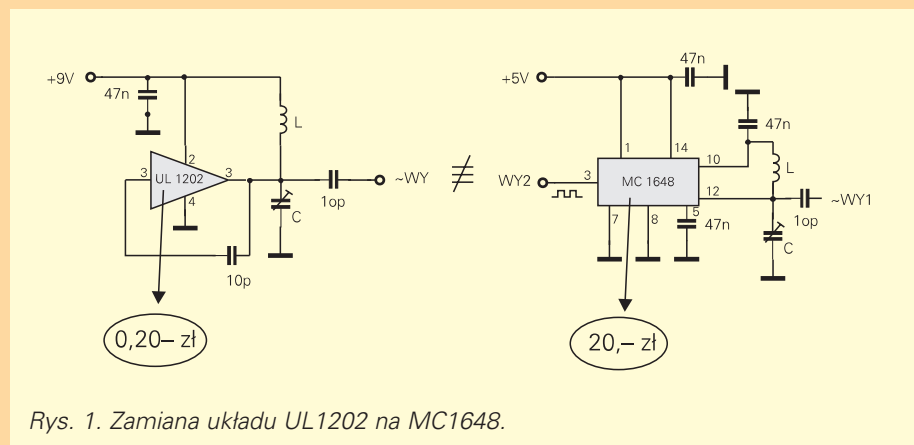 +9V
47n
L
2
3
UL 1202
3
4
~WY
1op
C
10p
0,20– zł
47n
+5V
47n
1
14
10
L
WY2
3
MC 1648
12
~WY1
7
8
5
47n
1op
C
20,– zł
Rys. 1. Zamiana układu UL1202 na MC1648.